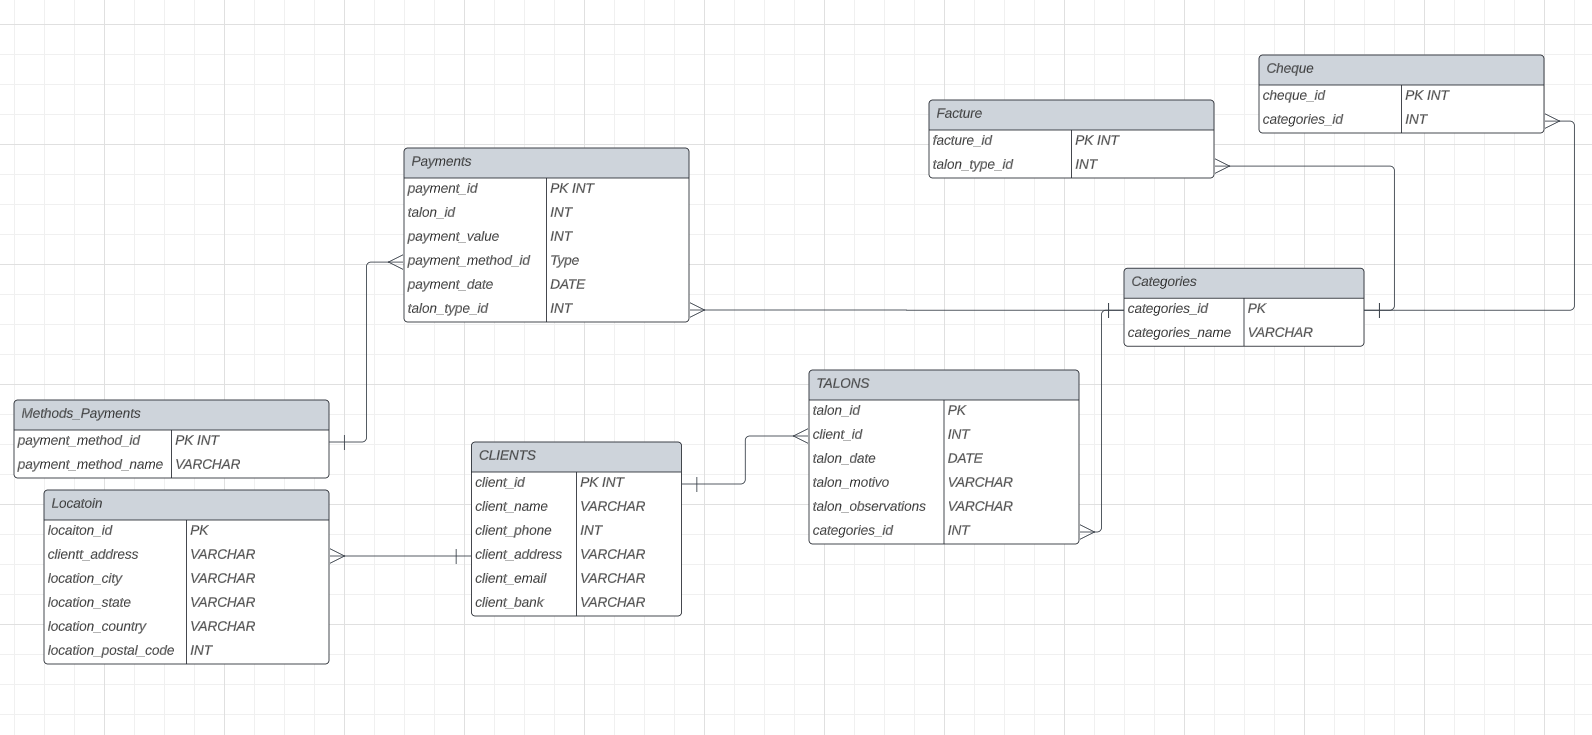 Cheque
cheque_id PK INT
categories_id INT
Facture
facture_id PK INT
talon_type_id INT
Payments
payment_id PK INT
talon_id INT
payment_value INT
payment_method_id Type
payment_date DATE
talon_type_id INT
Categories
categories_id PK
categories_name VARCHAR
TALONS
talon_id PK
client_id INT
talon_date DATE
talon_motivo VARCHAR
talon_observations VARCHAR
categories_id INT
Methods_Payments
payment_method_id PK INT
payment_method_name VARCHAR
CLIENTS
client_id PK INT
client_name VARCHAR
client_phone INT
client_address VARCHAR
client_email VARCHAR
client_bank VARCHAR
Locatoin
locaiton_id PK
clientt_address VARCHAR
location_city VARCHAR
location_state VARCHAR
location_country VARCHAR
location_postal_code INT